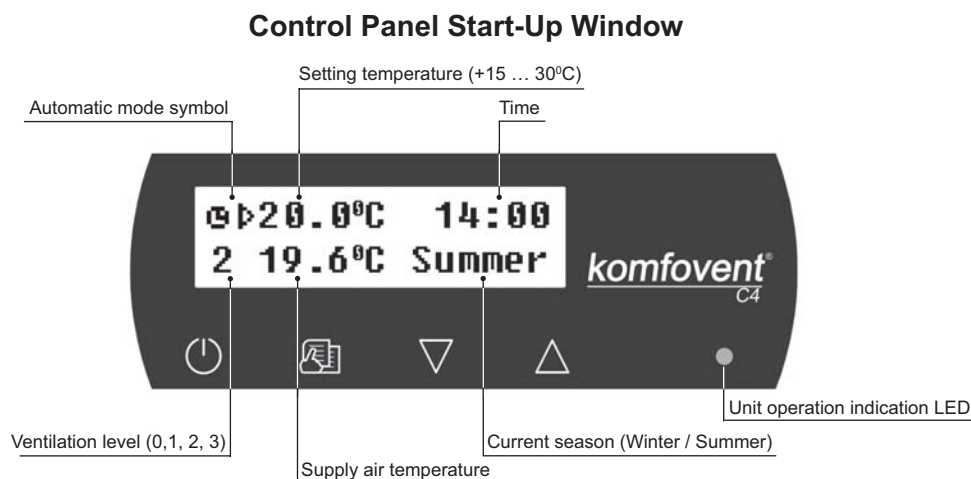 Control Panel Start-Up Window
Setting temperature (+15 … 30⁰C)
Automatic mode symbol
Time
20.0⁰C 14:00
2 19.6⁰C Summer
komfovent®
C4
Unit operation indication LED
Ventilation level (0,1, 2, 3)
Current season (Winter / Summer)
Supply air temperature